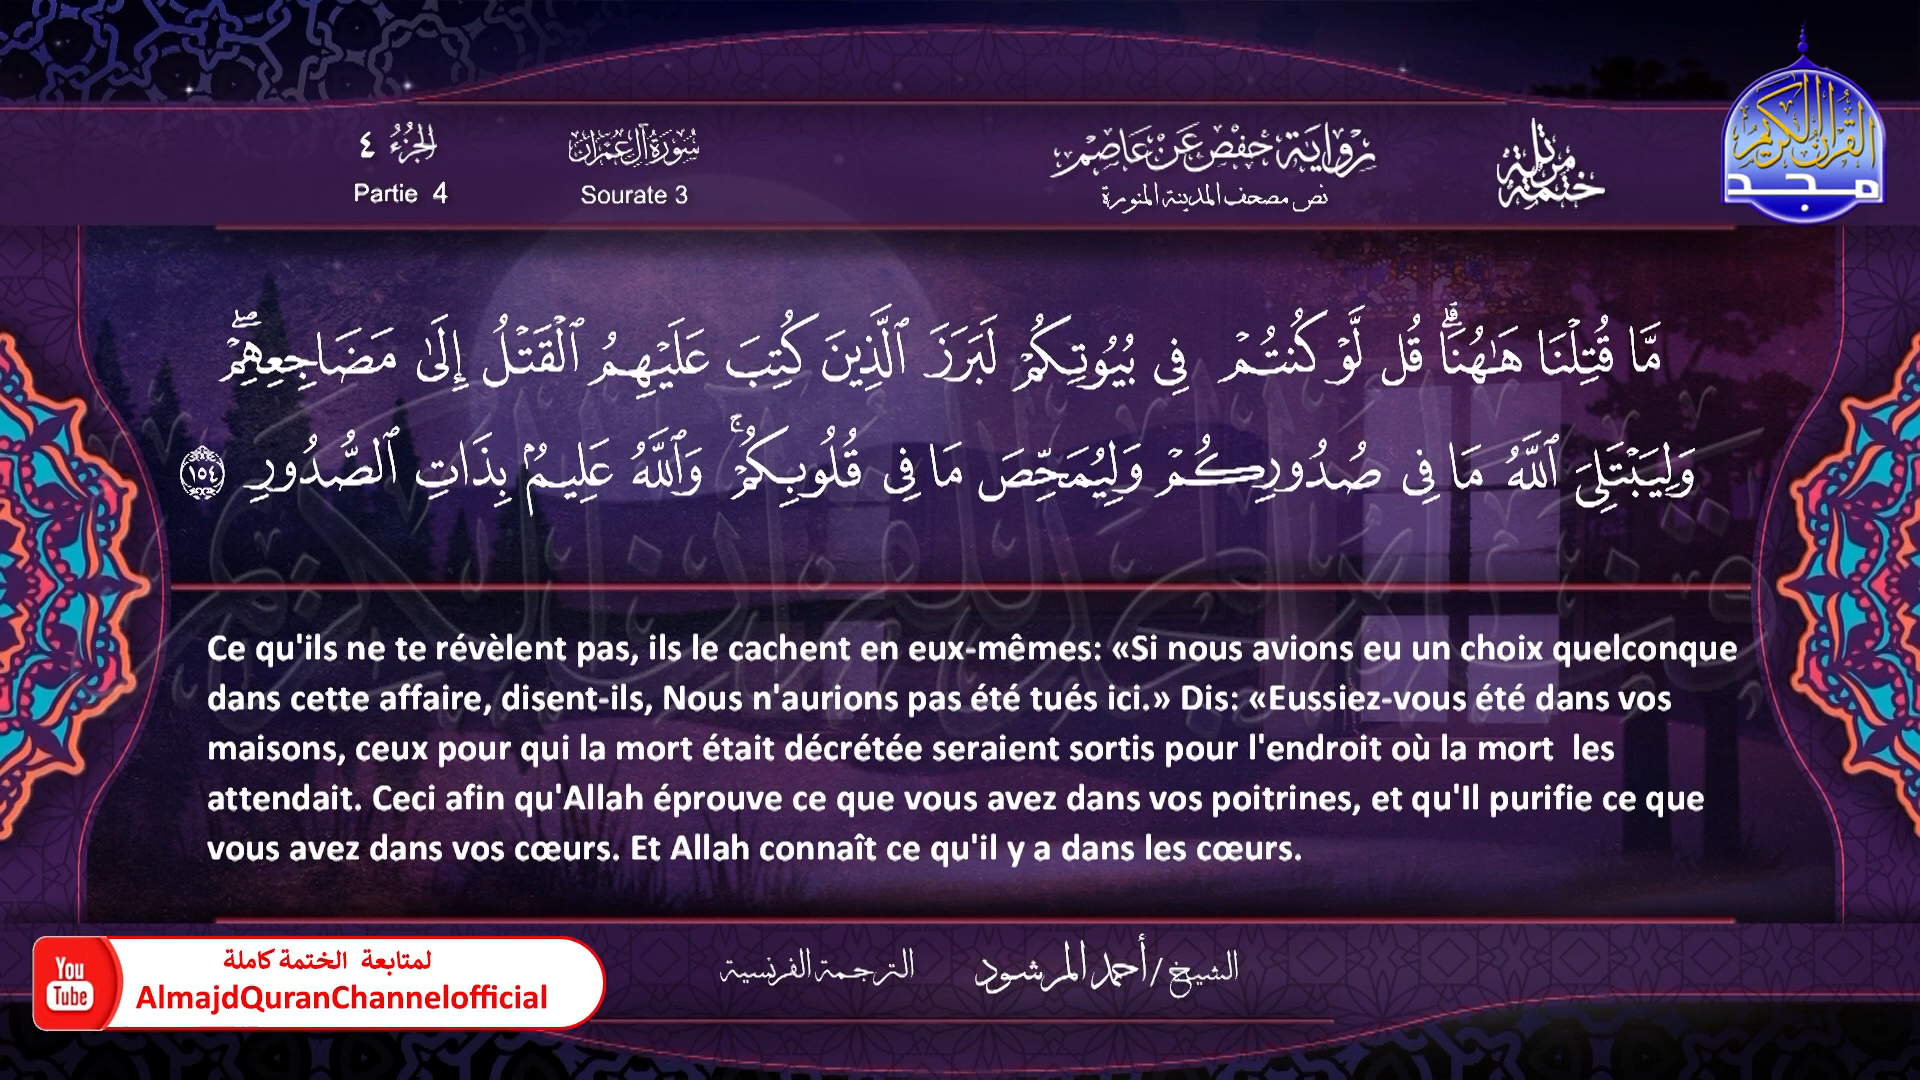 الجزء ٤
Partie 4
سورة آل عمران
Sourate 3
رواية حفص عن عاصم
نص مصحف المدينة المنورة
ختمة مرتلة
القرآن الكريم
مجد
مَّا قُتِلْنَا هَٰهُنَاۗ قُل لَّوْ كُنتُمْ فِى بُيُوتِكُمْ لَبَرَزَ ٱلَّذِينَ كُتِبَ عَلَيْهِمُ ٱلْقَتْلُ إِلَىٰ مَضَاجِعِهِمْۖ
وَلِيَبْتَلِىَ ٱللَّهُ مَا فِى صُدُورِكُمْ وَلِيُمَحِّصَ مَا فِى قُلُوبِكُمْۚ وَٱللَّهُ عَلِيمٌۢ بِذَاتِ ٱلصُّدُورِ ١٥٤
Ce qu'ils ne te révèlent pas, ils le cachent en eux-mêmes: «Si nous avions eu un choix quelconque
dans cette affaire, disent-ils, Nous n'aurions pas été tués ici.» Dis: «Eussiez-vous été dans vos
maisons, ceux pour qui la mort était décrétée seraient sortis pour l'endroit où la mort  les
attendait. Ceci afin qu'Allah éprouve ce que vous avez dans vos poitrines, et qu'Il purifie ce que
vous avez dans vos cœurs. Et Allah connaît ce qu'il y a dans les cœurs.
الشيخ / أحمد المرشود
الترجمة الفرنسية
You
Tube
لمتابعة الختمة كاملة
AlmajdQuranChannelofficial